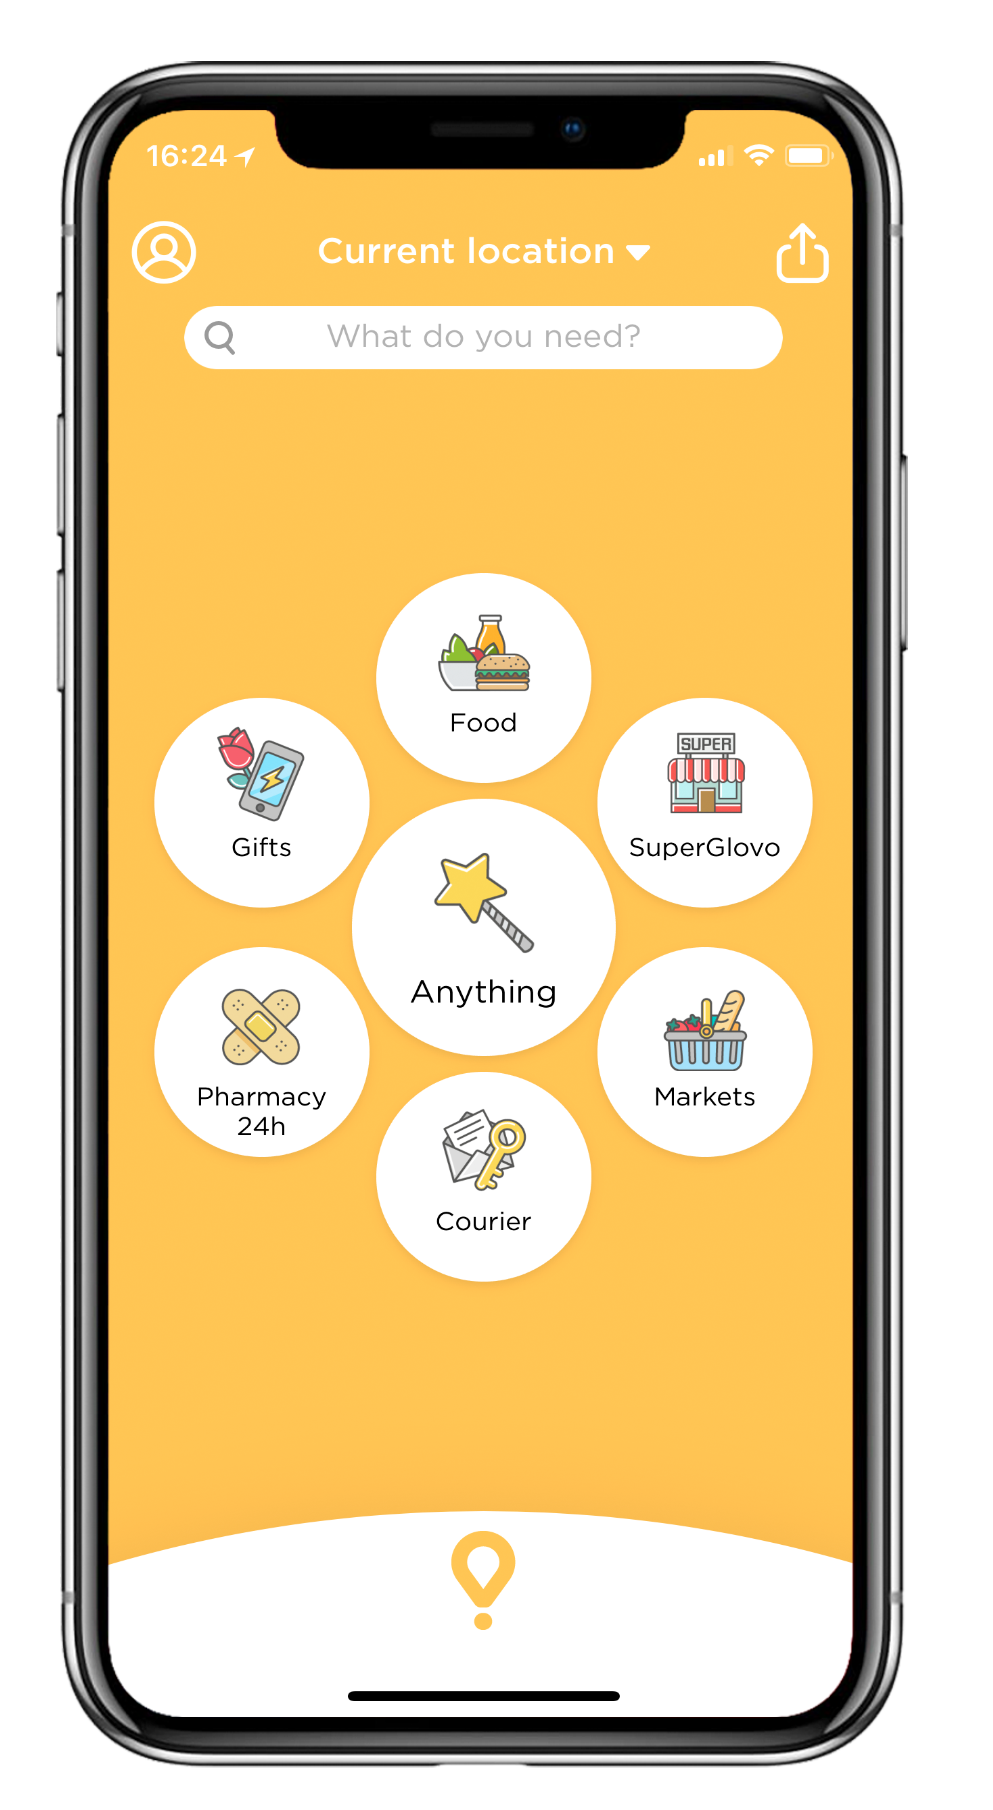 16:24
Current location
What do you need?
Food
Gifts
SUPER
SuperGlovo
Anything
Pharmacy
24h
Markets
Courier